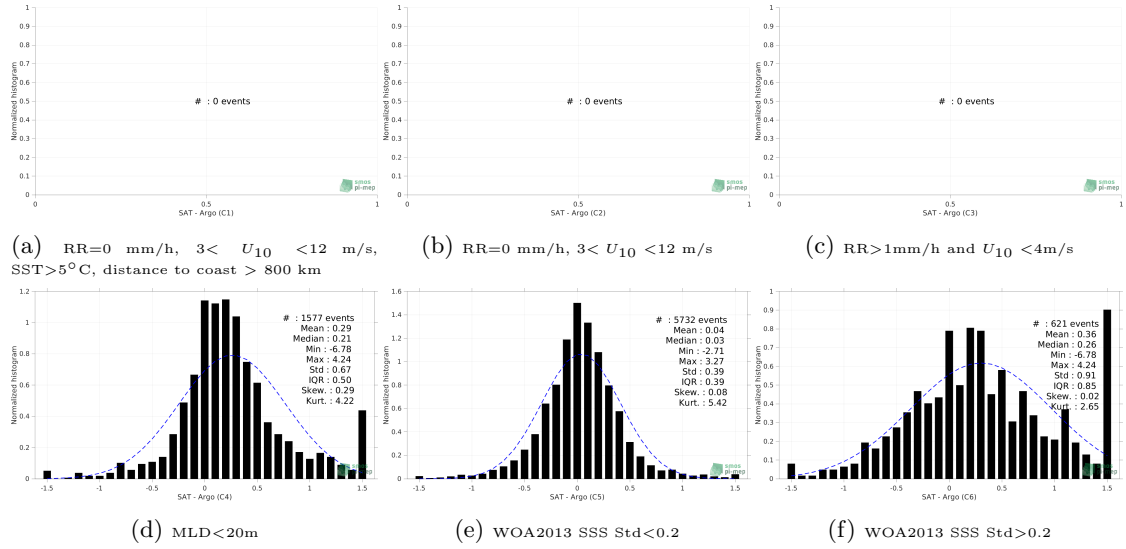 1
0.9
0.8
0.7
0.6
0.5
0.4
0.3
0.2
0.1
0
Normalized histogram
# : 0 events
smos
pi-mep
0 0.5 1
SAT - Argo (C1)
1
0.9
0.8
0.7
0.6
0.5
0.4
0.3
0.2
0.1
0
Normalized histogram
# : 0 events
smos
pi-mep
0 0.5 1
SAT - Argo (C2)
1
0.9
0.8
0.7
0.6
0.5
0.4
0.3
0.2
0.1
0
Normalized histogram
# : 0 events
smos
pi-mep
0 0.5 1
SAT - Argo (C3)
(a) RR=0 mm/h, 3< U10 <12 m/s,
SST>5°C, distance to coast > 800 km
(b) RR=0 mm/h, 3< U10 <12 m/s
(c) RR>1mm/h and U10 <4m/s
1.2
1
0.8
0.6
0.4
0.2
0
Normalized histogram
# : 1577 events
Mean : 0.29
Median : 0.21
Min : -6.78
Max : 4.24
Std : 0.67
IQR : 0.50
Skew. : 0.29
Kurt. : 4.22
smos
pi-mep
-1.5 -1 -0.5 0 0.5 1 1.5
SAT - Argo (C4)
1.6
1.4
1.2
1
0.8
0.6
0.4
0.2
0
Normalized histogram
# : 5732 events
Mean : 0.04
Median : 0.03
Min : -2.71
Max : 3.27
Std : 0.39
IQR : 0.39
Skew. : 0.08
Kurt. : 5.42
smos
pi-mep
-1.5 -1 -0.5 0 0.5 1 1.5
SAT - Argo (C5)
0.9
0.8
0.7
0.6
0.5
0.4
0.3
0.2
0.1
0
Normalized histogram
# : 621 events
Mean : 0.36
Median : 0.26
Min : -6.78
Max : 4.24
Std : 0.91
IQR : 0.85
Skew. : 0.02
Kurt. : 2.65
smos
pi-mep
-1.5 -1 -0.5 0 0.5 1 1.5
SAT - Argo (C6)
(d) MLD<20m
(e) WOA2013 SSS Std<0.2
(f) WOA2013 SSS Std>0.2